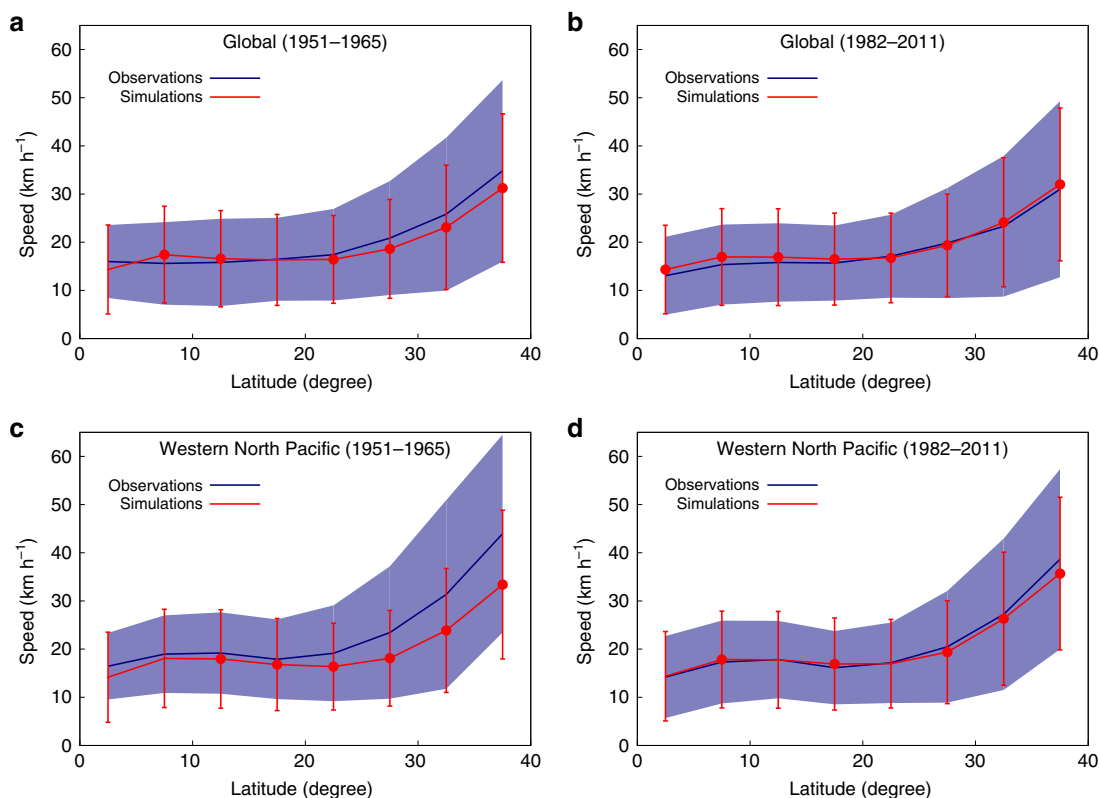 a
Global (1951–1965)
Observations
Simulations
Speed (km h⁻¹)
60
50
40
30
20
10
0
0 10 20 30 40
Latitude (degree)
b
Global (1982–2011)
Observations
Simulations
Speed (km h⁻¹)
60
50
40
30
20
10
0
0 10 20 30 40
Latitude (degree)
c
Western North Pacific (1951–1965)
Observations
Simulations
Speed (km h⁻¹)
60
50
40
30
20
10
0
0 10 20 30 40
Latitude (degree)
d
Western North Pacific (1982–2011)
Observations
Simulations
Speed (km h⁻¹)
60
50
40
30
20
10
0
0 10 20 30 40
Latitude (degree)